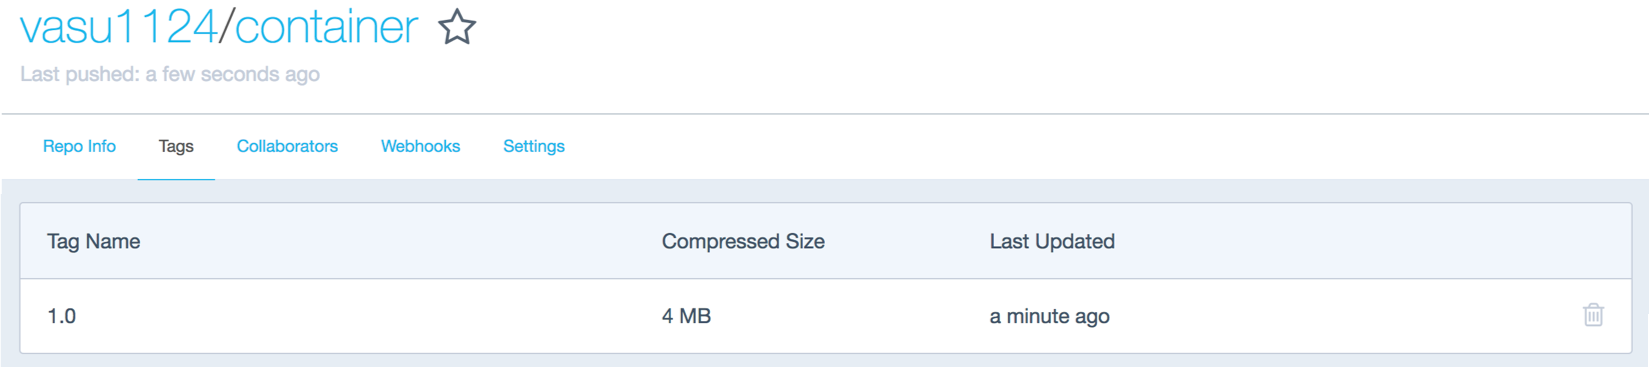 vasu1124/container
Last pushed: a few seconds ago
Repo Info Tags Collaborators Webhooks Settings
Tag Name Compressed Size Last Updated
1.0 4 MB a minute ago